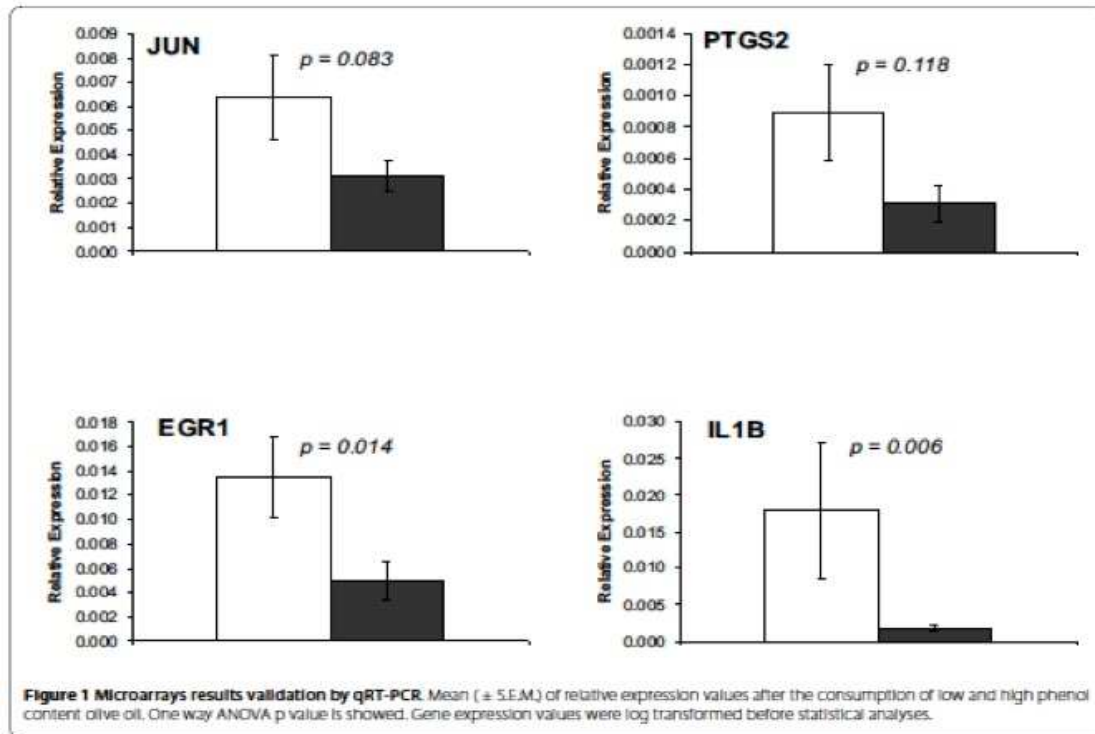 JUN
p = 0.083
Relative Expression
0.009
0.008
0.007
0.006
0.005
0.004
0.003
0.002
0.001
0.000
PTGS2
p = 0.118
Relative Expression
0.0014
0.0012
0.0010
0.0008
0.0006
0.0004
0.0002
0.0000
EGR1
p = 0.014
Relative Expression
0.018
0.016
0.014
0.012
0.010
0.008
0.006
0.004
0.002
0.000
IL1B
p = 0.006
Relative Expression
0.030
0.025
0.020
0.015
0.010
0.005
0.000
Figure 1 Microarrays results validation by qRT-PCR. Mean ( ± S.E.M.) of relative expression values after the consumption of low and high phenol
content olive oil. One way ANOVA p value is showed. Gene expression values were log transformed before statistical analyses.